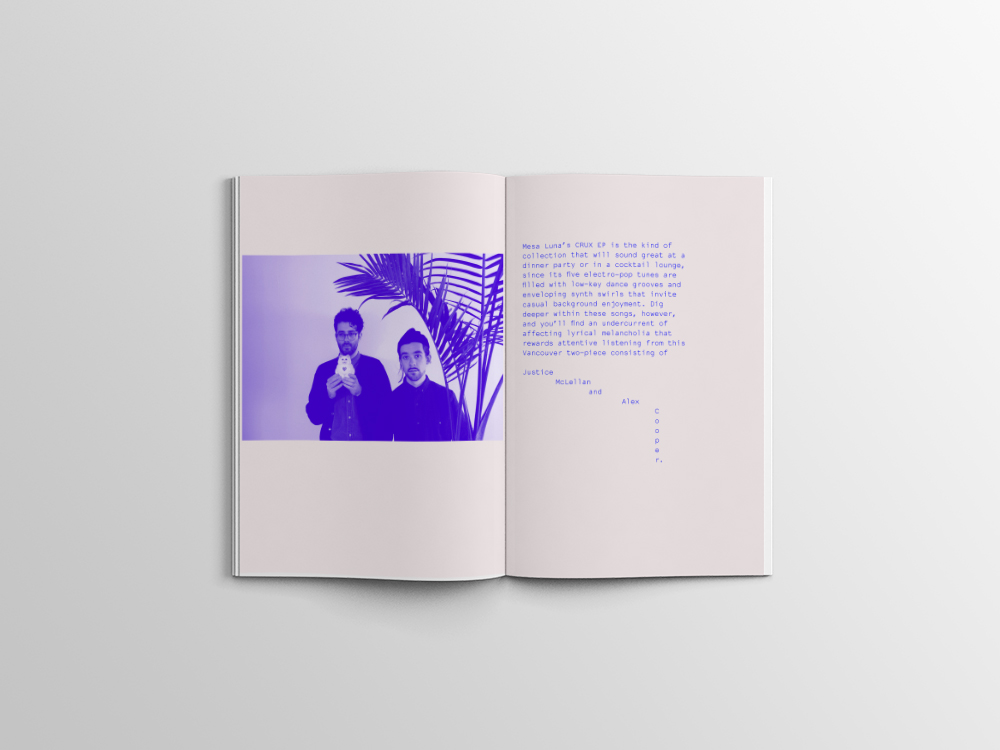 Mesa Luna's CRUX EP is the kind of
collection that will sound great at a
dinner party or in a cocktail lounge,
since its five electro-pop tunes are
filled with low-key dance grooves and
enveloping synth swirls that invite
casual background enjoyment. Dig
deeper within these songs, however,
and you'll find an undercurrent of
affecting lyrical melancholia that
rewards attentive listening from this
Vancouver two-piece consisting of
Justice
McLellan
and
Alex
C
o
o
p
e
r.